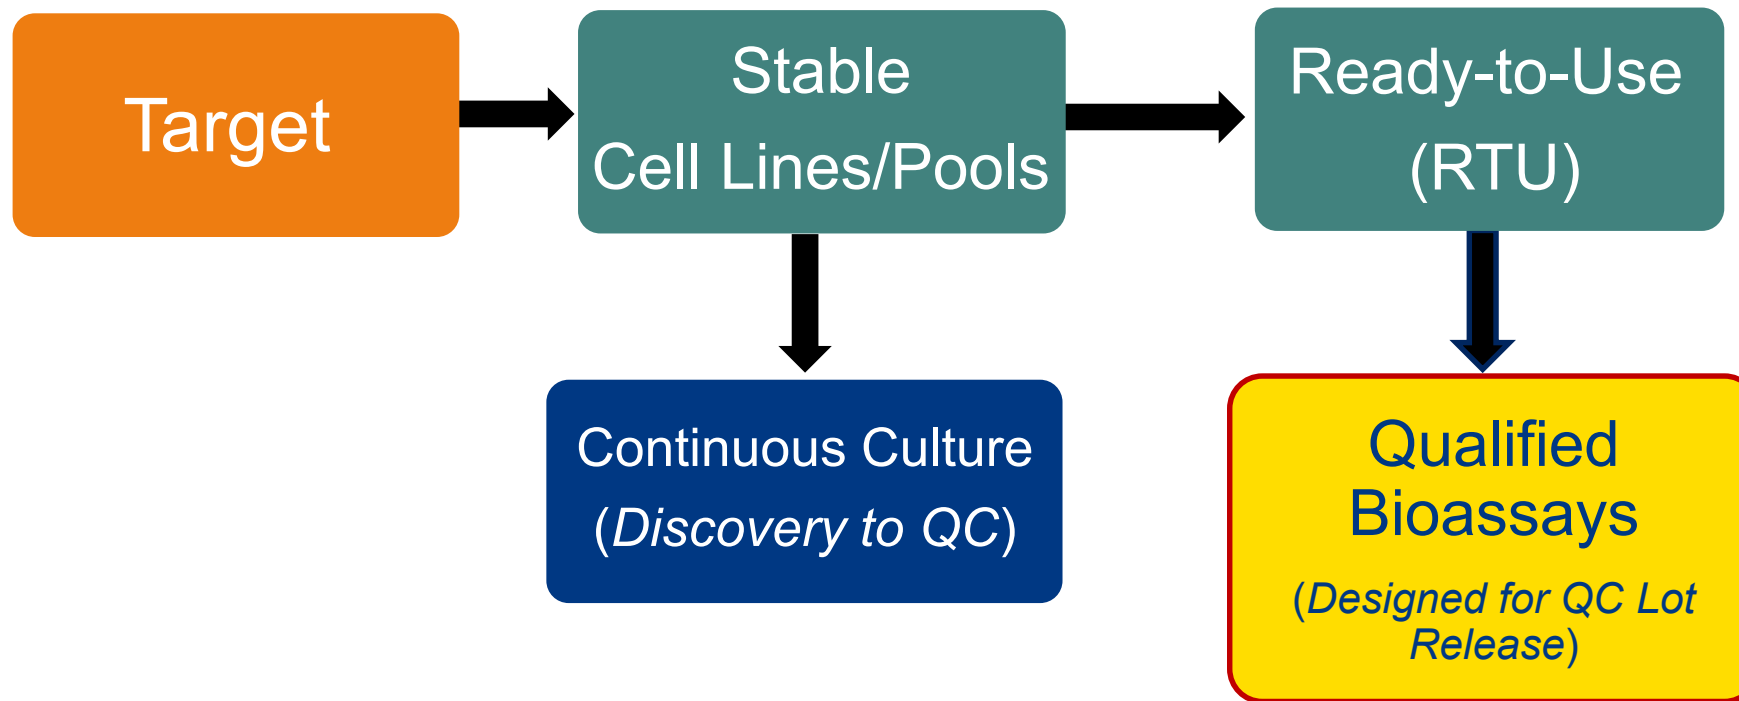 Target
Stable
Cell Lines/Pools
Ready-to-Use
(RTU)
Continuous Culture
(Discovery to QC)
Qualified
Bioassays
(Designed for QC Lot
Release)